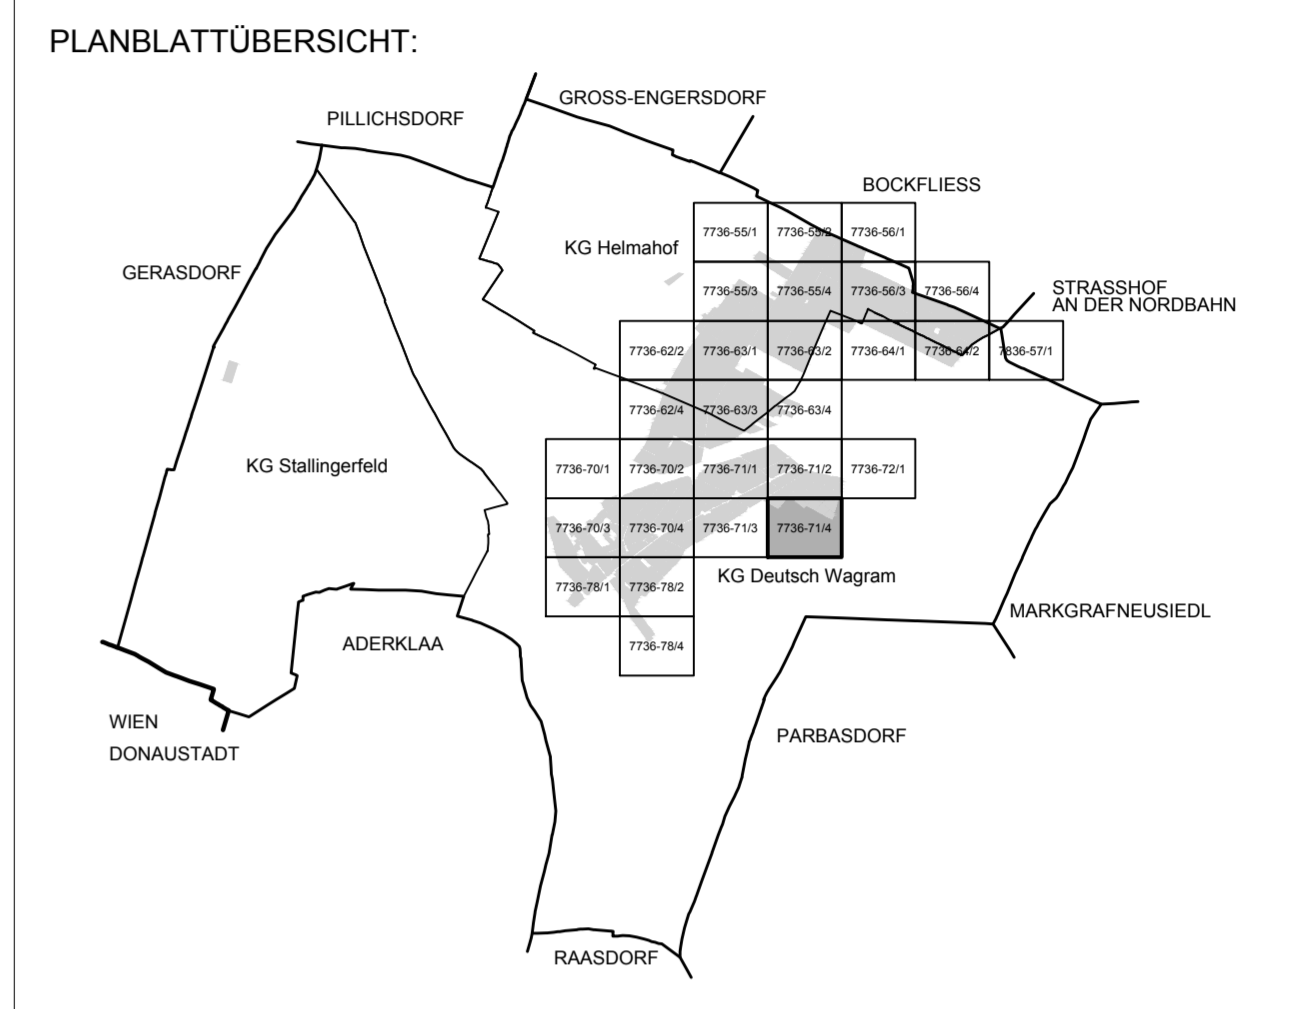 PLANBLATTÜBERSICHT:
GROSS-ENGERSDORF
PILLICHSDORF
BOCKFLIESS
7736-55/1
7736-55/2
7736-56/1
KG Helmahof
GERASDORF
STRASSHOF
AN DER NORDBAHN
7736-55/3
7736-55/4
7736-56/3
7736-56/4
7736-62/2
7736-63/1
7736-63/2
7736-64/1
7736-64/2
7836-57/1
7736-62/4
7736-63/3
7736-63/4
KG Stallingerfeld
7736-70/1
7736-70/2
7736-71/1
7736-71/2
7736-72/1
7736-70/3
7736-70/4
7736-71/3
7736-71/4
KG Deutsch Wagram
7736-78/1
7736-78/2
MARKGRAFNEUSIEDL
ADERKLAA
7736-78/4
WIEN
DONAUSTADT
PARBASDORF
RAASDORF